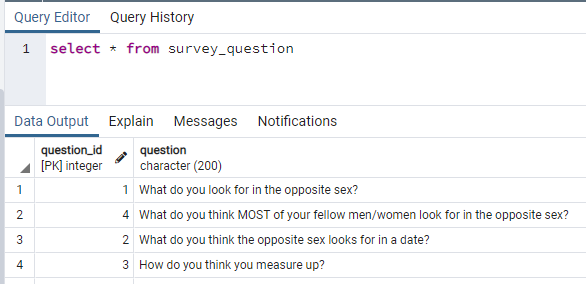 Query Editor Query History
1 select * from survey_question
Data Output Explain Messages Notifications
question_id question
[PK] integer character (200)
1 1 What do you look for in the opposite sex?
2 4 What do you think MOST of your fellow men/women look for in the opposite sex?
3 2 What do you think the opposite sex looks for in a date?
4 3 How do you think you measure up?